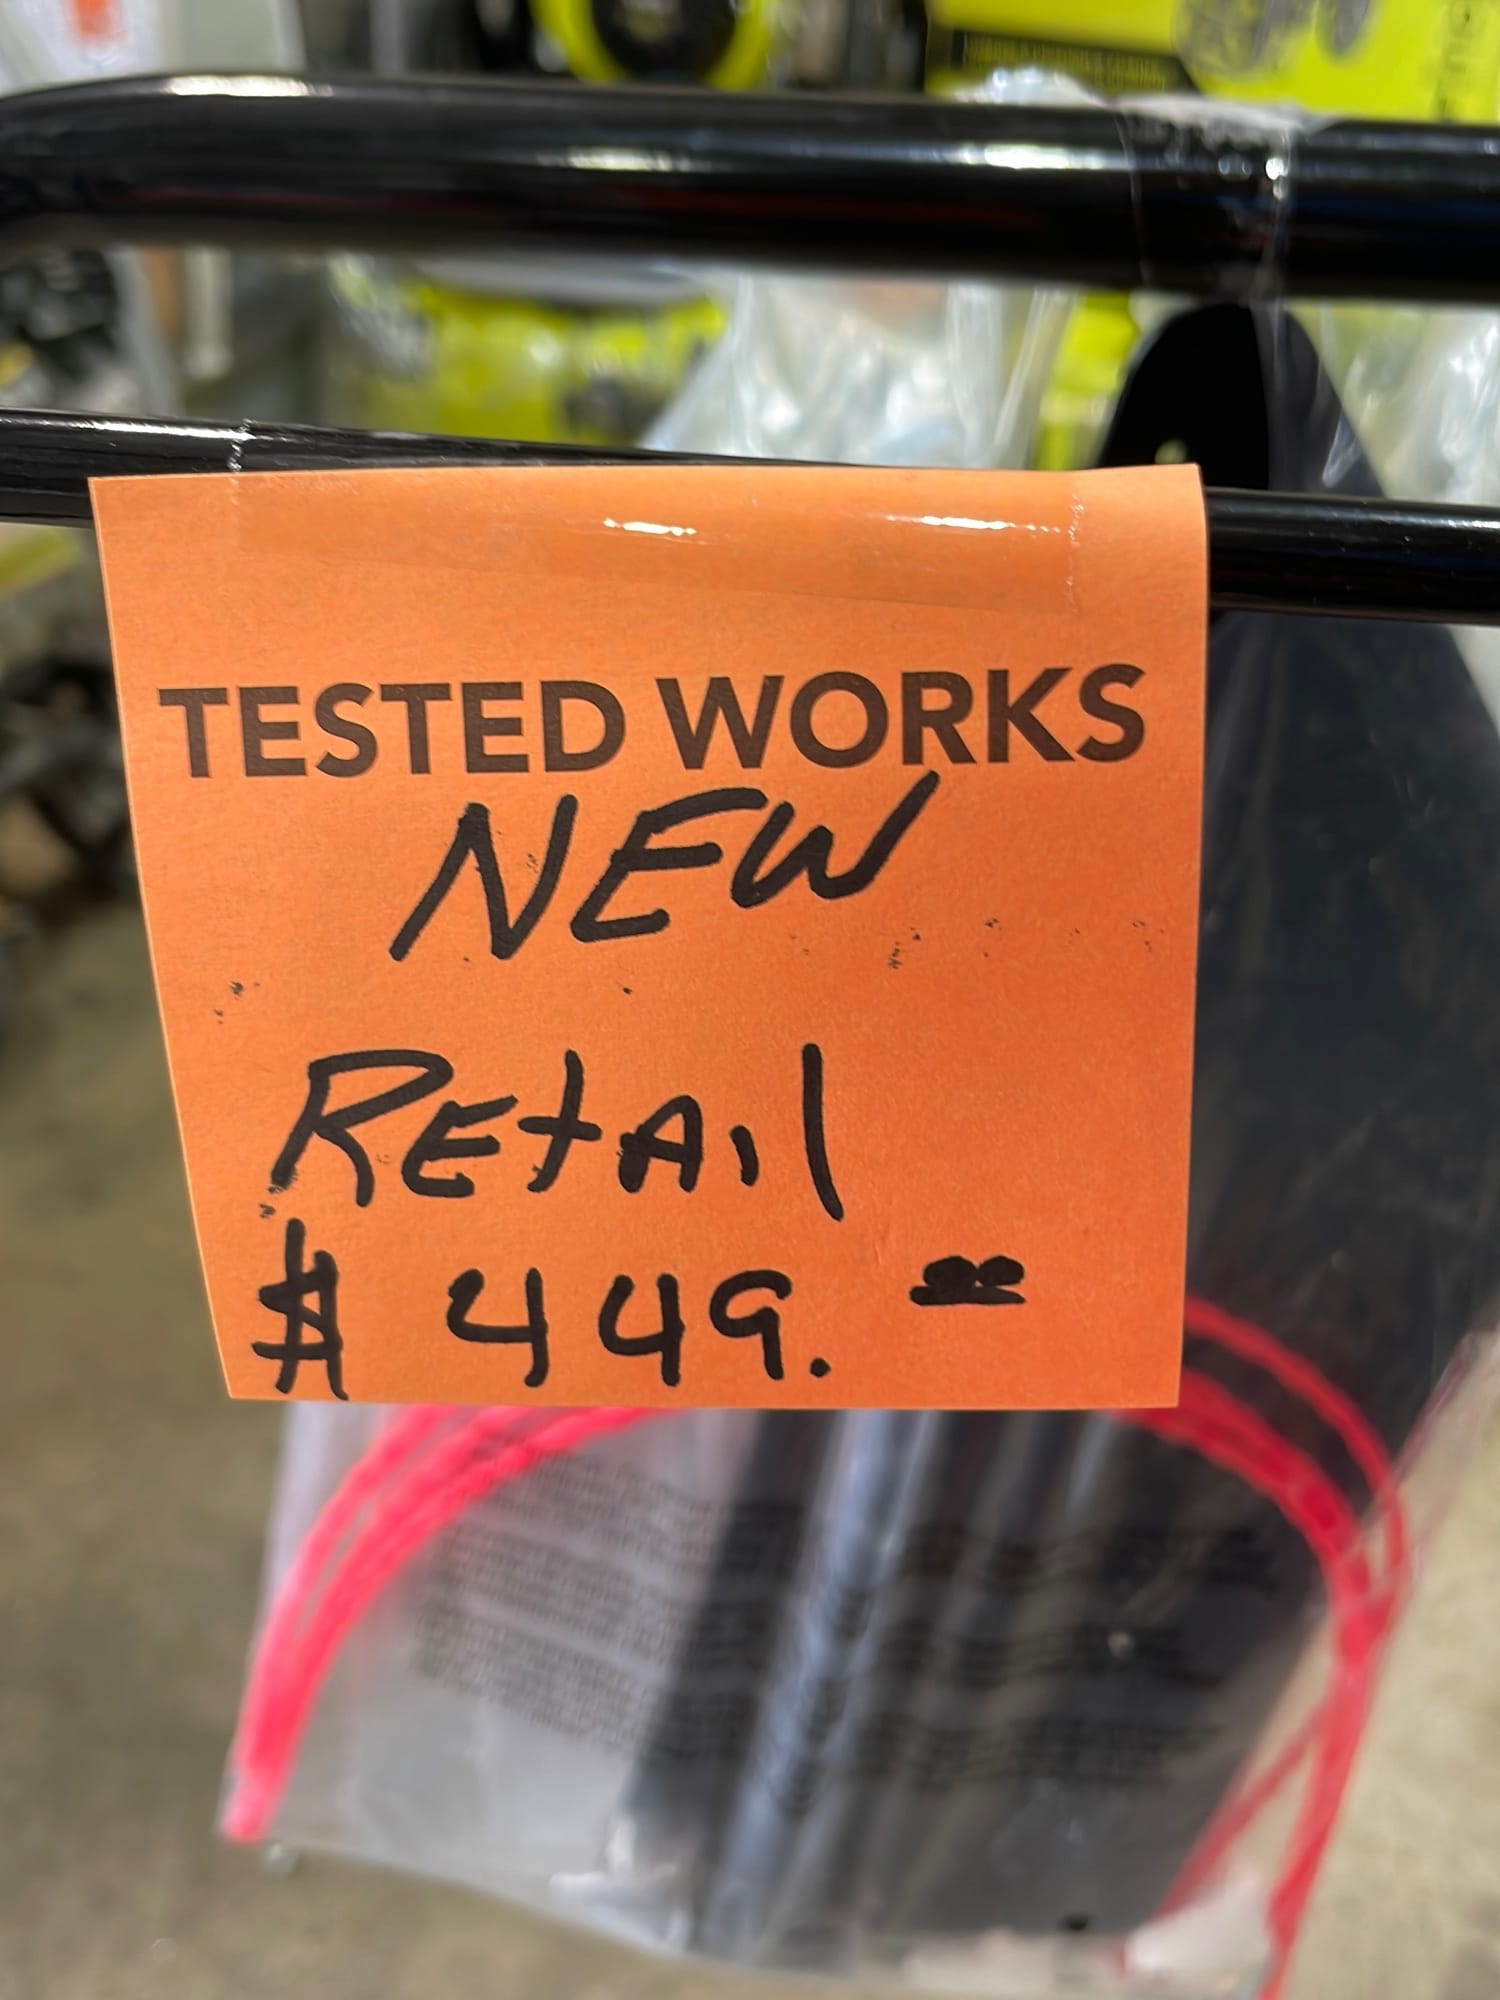 TESTED WORKS
NEW
REtAil
$ 449.00